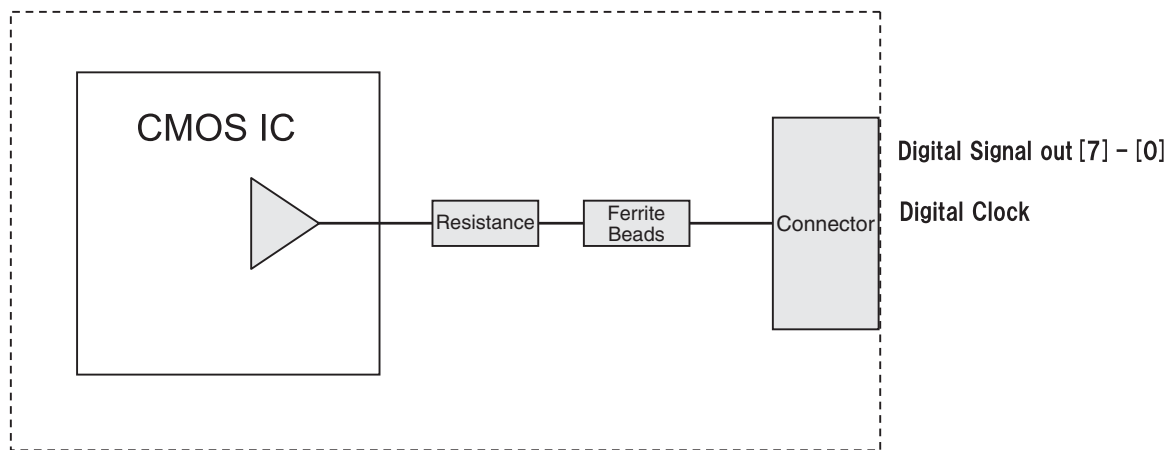 CMOS IC
Resistance
Ferrite
Beads
Connector
Digital Signal out [7] - [0]
Digital Clock